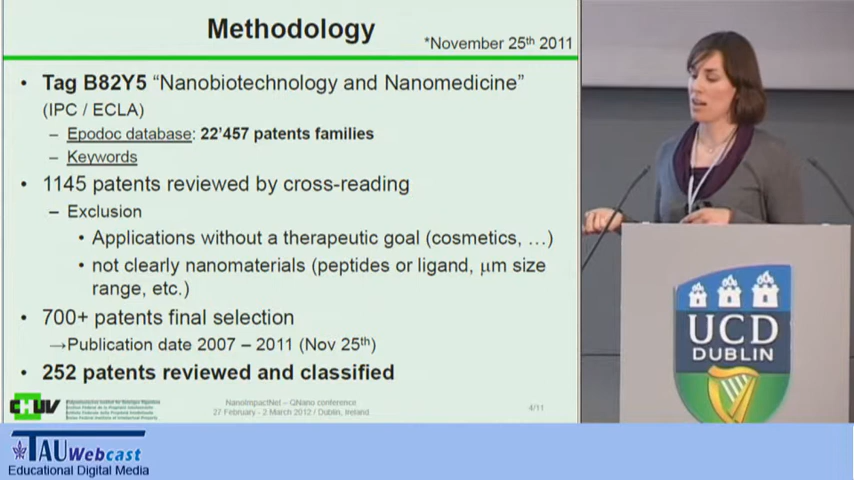 Methodology
*November 25th 2011
• Tag B82Y5 “Nanobiotechnology and Nanomedicine”
(IPC / ECLA)
– Epodoc database: 22’457 patents families
– Keywords
• 1145 patents reviewed by cross-reading
– Exclusion
• Applications without a therapeutic goal (cosmetics, …)
• not clearly nanomaterials (peptides or ligand, μm size
range, etc.)
• 700+ patents final selection
→Publication date 2007 – 2011 (Nov 25th)
• 252 patents reviewed and classified
CHUV
NanoImpactNet – QNano conference
27 February - 2 March 2012 / Dublin, Ireland
4/11
UCD
DUBLIN
TAU Webcast
Educational Digital Media